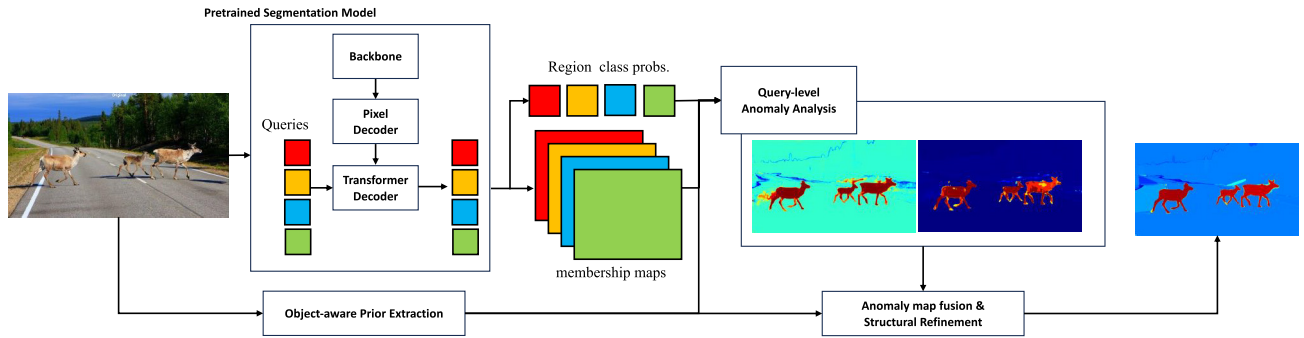 Pretrained Segmentation Model
Backbone
Pixel
Decoder
Queries
Transformer
Decoder
Region class probs.
membership maps
Query-level
Anomaly Analysis
Object-aware Prior Extraction
Anomaly map fusion &
Structural Refinement